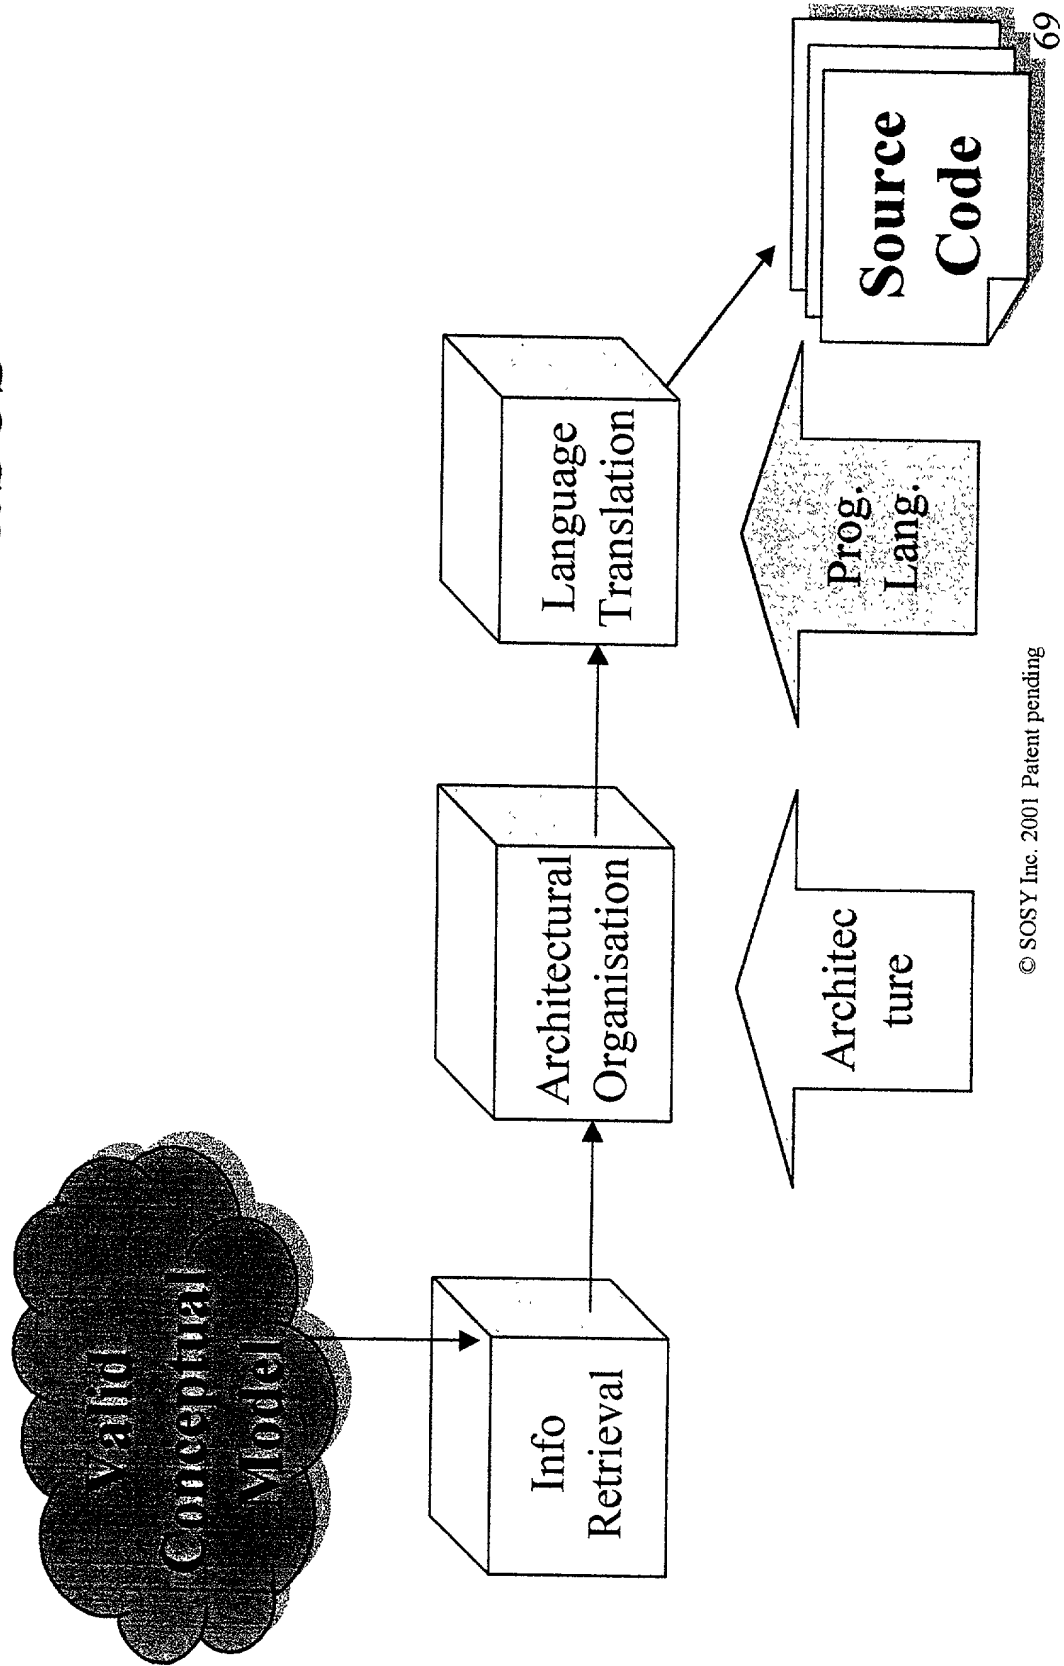 Valid
Conceptual
Model
Info
Retrieval
Architectural
Organisation
Language
Translation
Architec
ture
Prog.
Lang.
Source
Code
© SOSY Inc. 2001 Patent pending
69